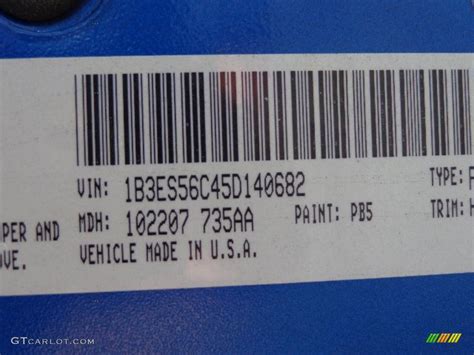 VIN: 1B3ES56C45D140682 TYPE:
MDH: 102207 735AA PAINT: PB5 TRIM:
PER AND VEHICLE MADE IN U.S.A.
VE.
GTcarlot.com